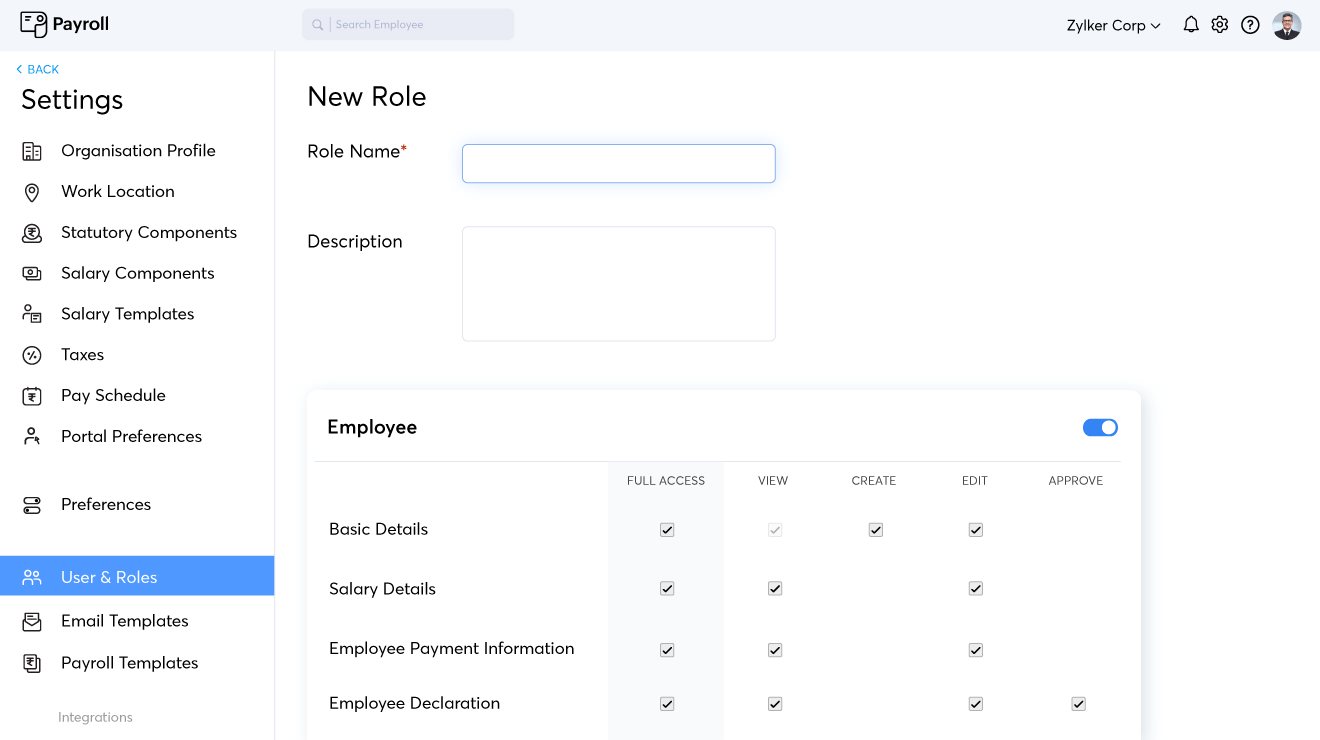 Payroll
Search Employee
Zylker Corp
BACK
Settings
Organisation Profile
Work Location
Statutory Components
Salary Components
Salary Templates
Taxes
Pay Schedule
Portal Preferences
Preferences
User & Roles
Email Templates
Payroll Templates
Integrations
New Role
Role Name*
Description
Employee
FULL ACCESS VIEW CREATE EDIT APPROVE
Basic Details
Salary Details
Employee Payment Information
Employee Declaration